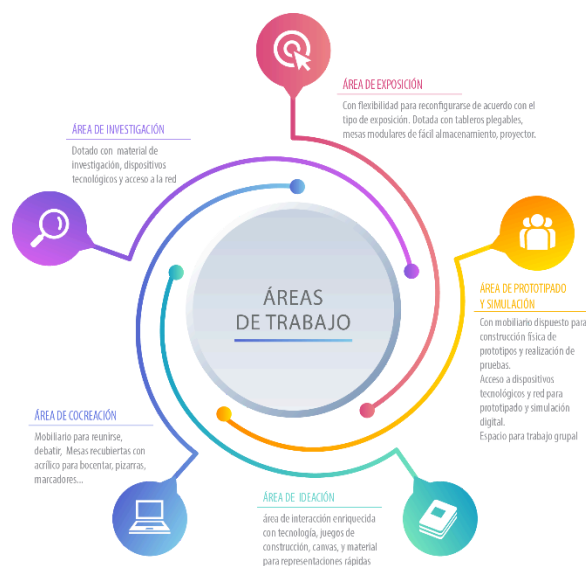 ÁREA DE EXPOSICIÓN
Con flexibilidad para reconfigurarse de acuerdo con el
tipo de exposición. Dotada con tableros plegables,
mesas modulares de fácil almacenamiento, proyector.
ÁREA DE INVESTIGACIÓN
Dotado con material de
investigación, dispositivos
tecnológicos y acceso a la red
ÁREAS
DE TRABAJO
ÁREA DE PROTOTIPADO
Y SIMULACIÓN
Con mobiliario dispuesto para
construcción física de
prototipos y realización de
pruebas.
Acceso a dispositivos
tecnológicos y red para
prototipado y simulación
digital.
Espacio para trabajo grupal
ÁREA DE COCREACIÓN
Mobiliario para reunirse,
debatir, Mesas recubiertas con
acrílico para bocentar, pizarras,
marcadores...
ÁREA DE IDEACIÓN
área de interacción enriquecida
con tecnología, juegos de
construcción, canvas, y material
para representaciones rápidas